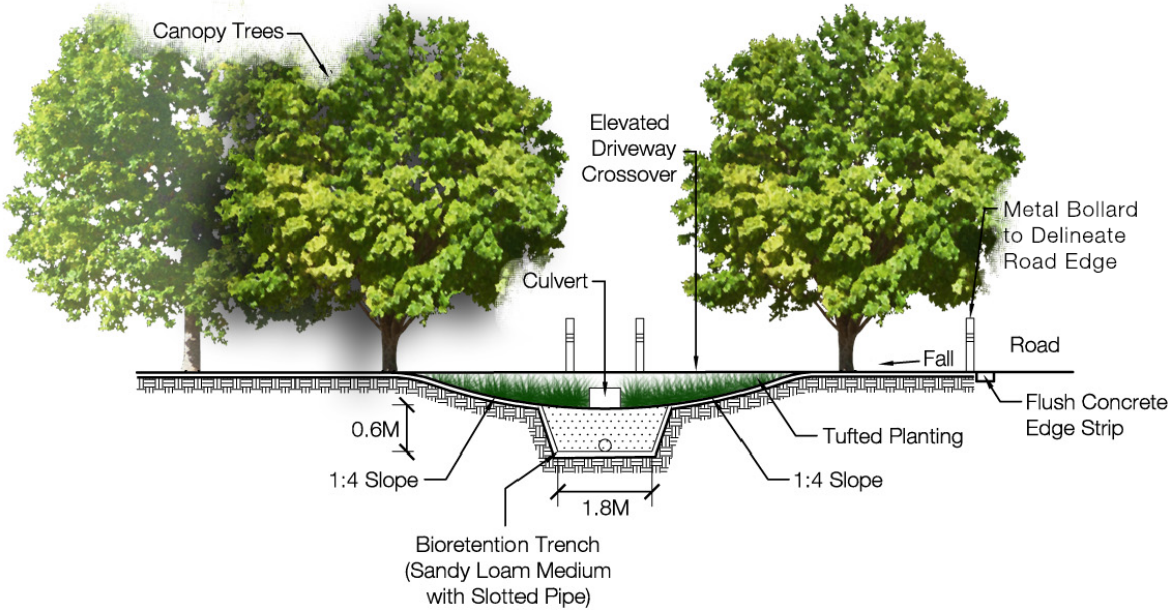 Canopy Trees
Elevated
Driveway
Crossover
Metal Bollard
to Delineate
Road Edge
Culvert
Road
Fall
Flush Concrete
Edge Strip
0.6M
Tufted Planting
1:4 Slope
1:4 Slope
1.8M
Bioretention Trench
(Sandy Loam Medium
with Slotted Pipe)